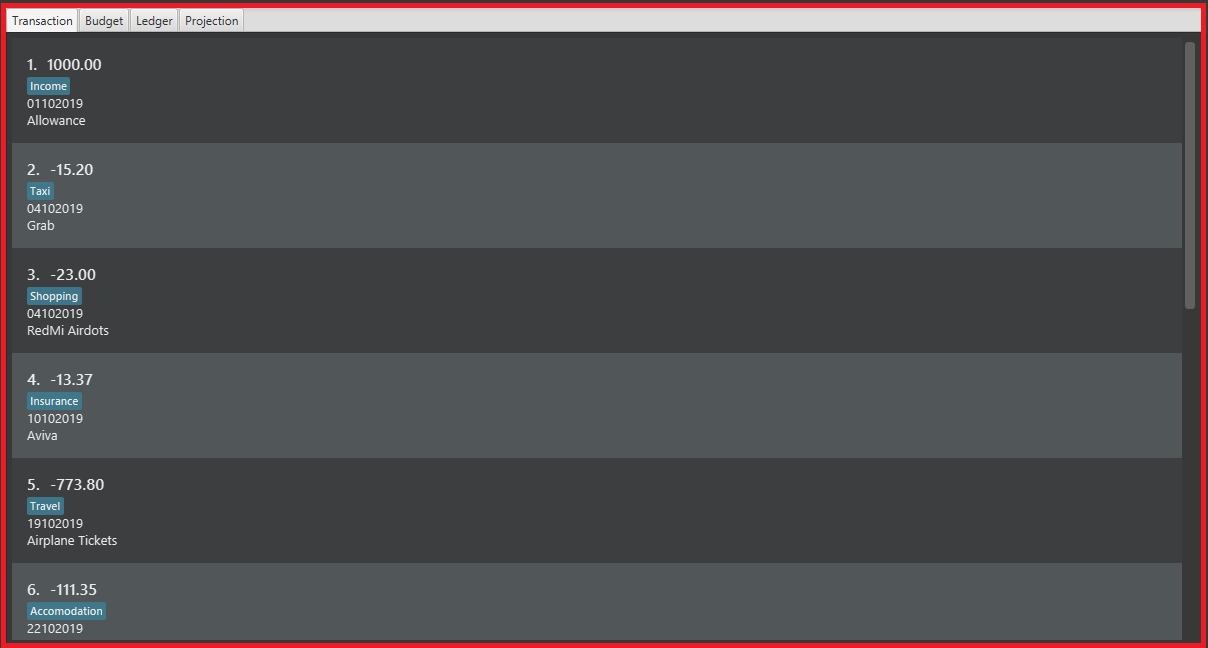 Transaction Budget Ledger Projection
1. 1000.00
Income
01102019
Allowance
2. -15.20
Taxi
04102019
Grab
3. -23.00
Shopping
04102019
RedMi Airdots
4. -13.37
Insurance
10102019
Aviva
5. -773.80
Travel
19102019
Airplane Tickets
6. -111.35
Accomodation
22102019